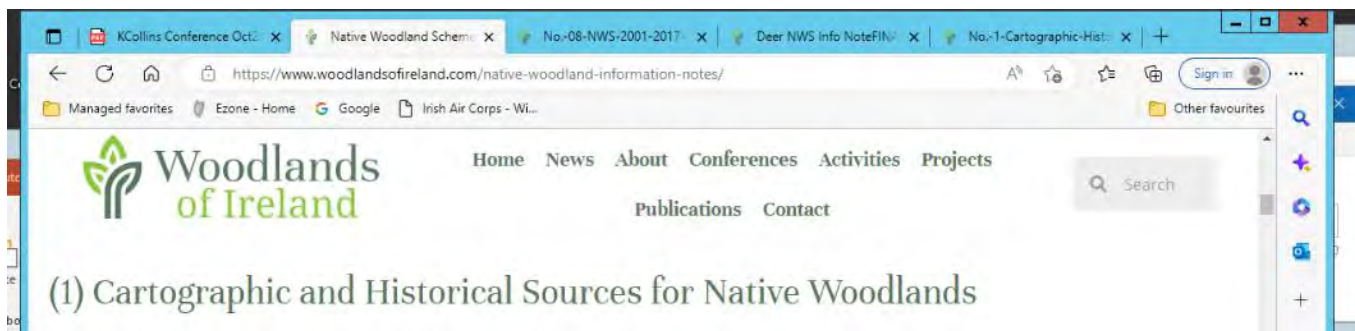 KCollins Conference Oct2
Native Woodland Schem
No.-08-NWS-2001-2017-
Deer NWS Info NoteFIN
No.-1-Cartographic-Hist
https://www.woodlandsofireland.com/native-woodland-information-notes/
Sign in
Managed favorites
Ezone - Home
Google
Irish Air Corps - Wi...
Other favourites
Woodlands
of Ireland
Home News About Conferences Activities Projects
Publications Contact
Search
(1) Cartographic and Historical Sources for Native Woodlands